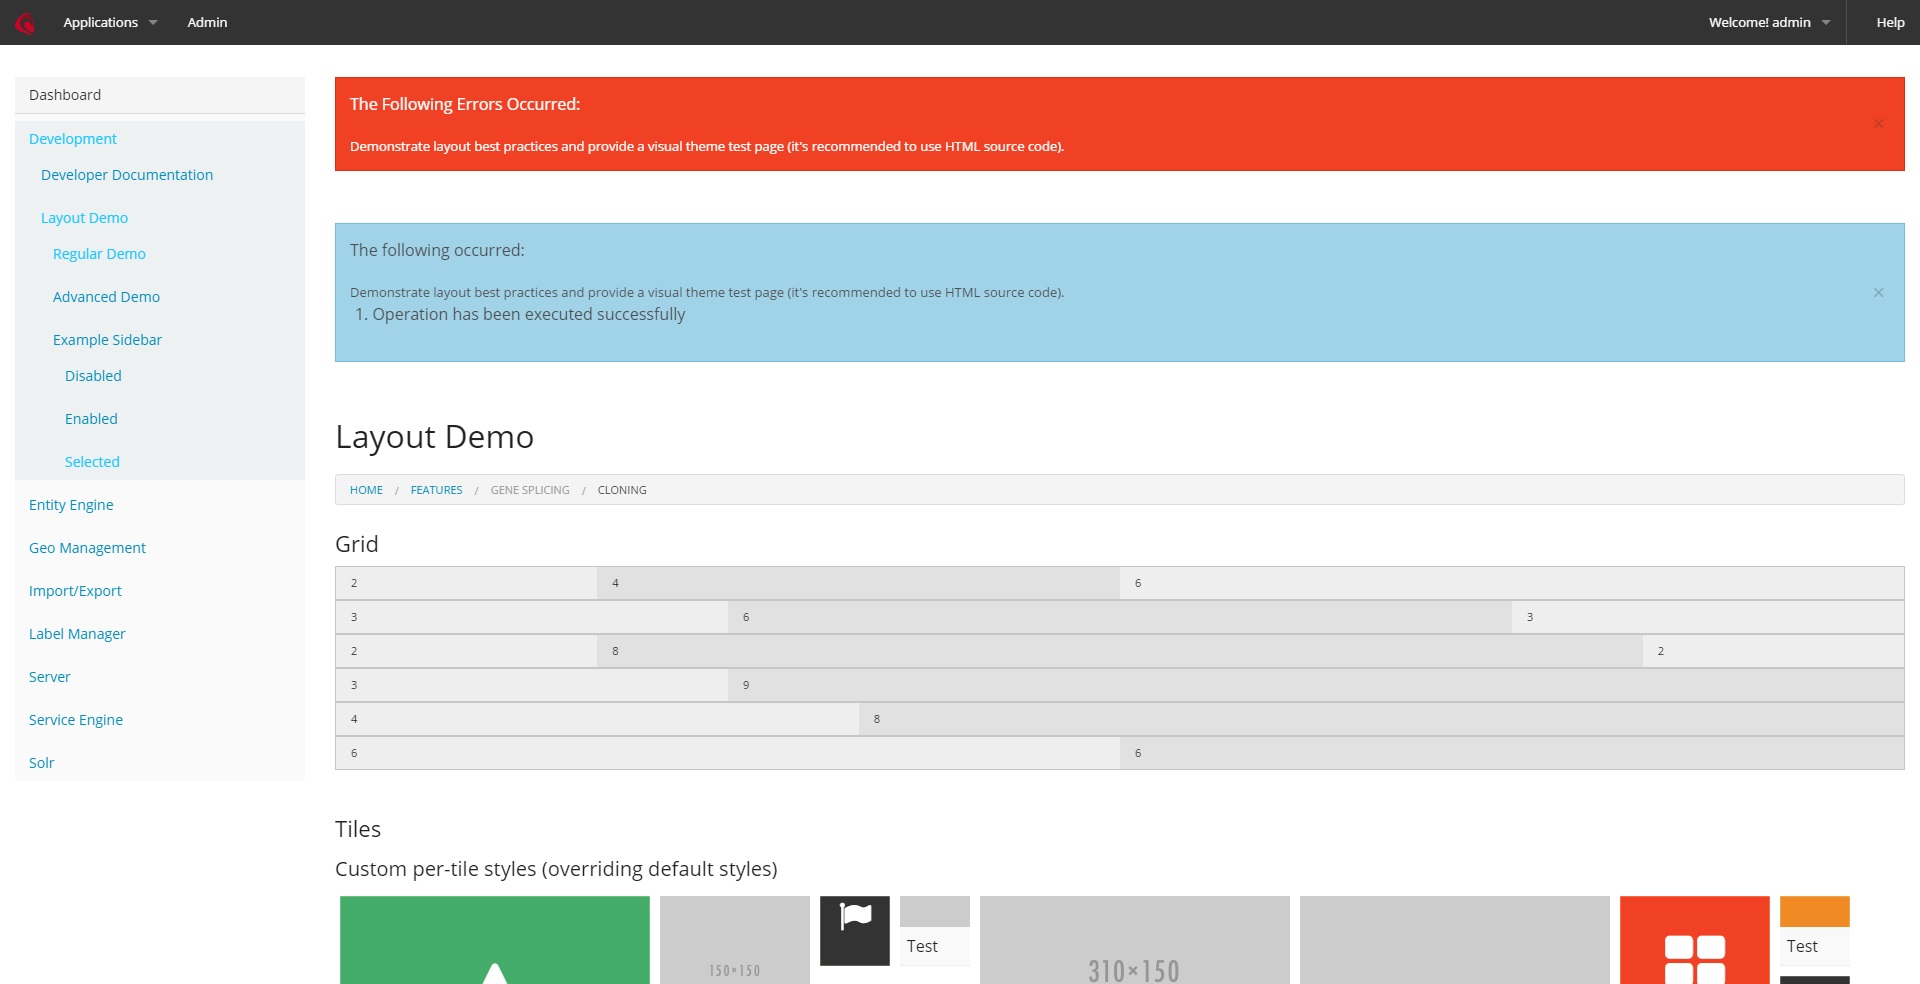 Applications
Admin
Welcome! admin
Help
Dashboard
Development
Developer Documentation
Layout Demo
Regular Demo
Advanced Demo
Example Sidebar
Disabled
Enabled
Selected
Entity Engine
Geo Management
Import/Export
Label Manager
Server
Service Engine
Solr
The Following Errors Occurred:
×
Demonstrate layout best practices and provide a visual theme test page (it's recommended to use HTML source code).
The following occurred:
Demonstrate layout best practices and provide a visual theme test page (it's recommended to use HTML source code).
×
1. Operation has been executed successfully
Layout Demo
HOME / FEATURES / GENE SPLICING / CLONING
Grid
2 4 6
3 6 3
2 8 2
3 9
4 8
6 6
Tiles
Custom per-tile styles (overriding default styles)
150×150
Test
310×150
Test